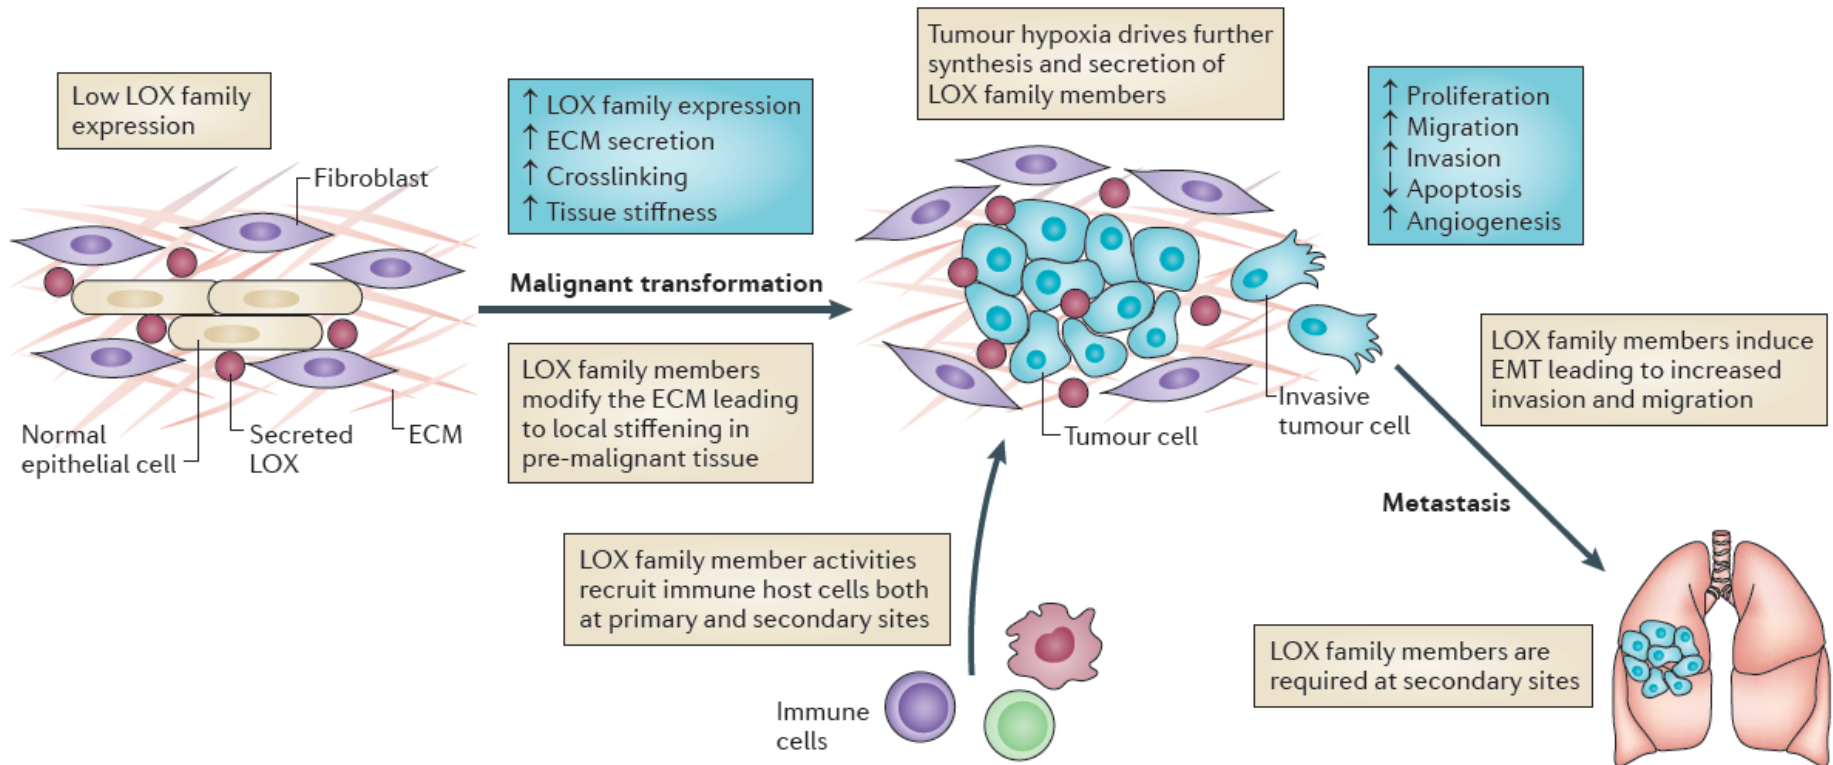 Low LOX family
expression
Fibroblast
Normal
epithelial cell
Secreted
LOX
ECM
↑ LOX family expression
↑ ECM secretion
↑ Crosslinking
↑ Tissue stiffness
Malignant transformation
LOX family members
modify the ECM leading
to local stiffening in
pre-malignant tissue
Tumour hypoxia drives further
synthesis and secretion of
LOX family members
Tumour cell
Invasive
tumour cell
↑ Proliferation
↑ Migration
↑ Invasion
↓ Apoptosis
↑ Angiogenesis
LOX family members induce
EMT leading to increased
invasion and migration
Metastasis
LOX family member activities
recruit immune host cells both
at primary and secondary sites
Immune
cells
LOX family members are
required at secondary sites